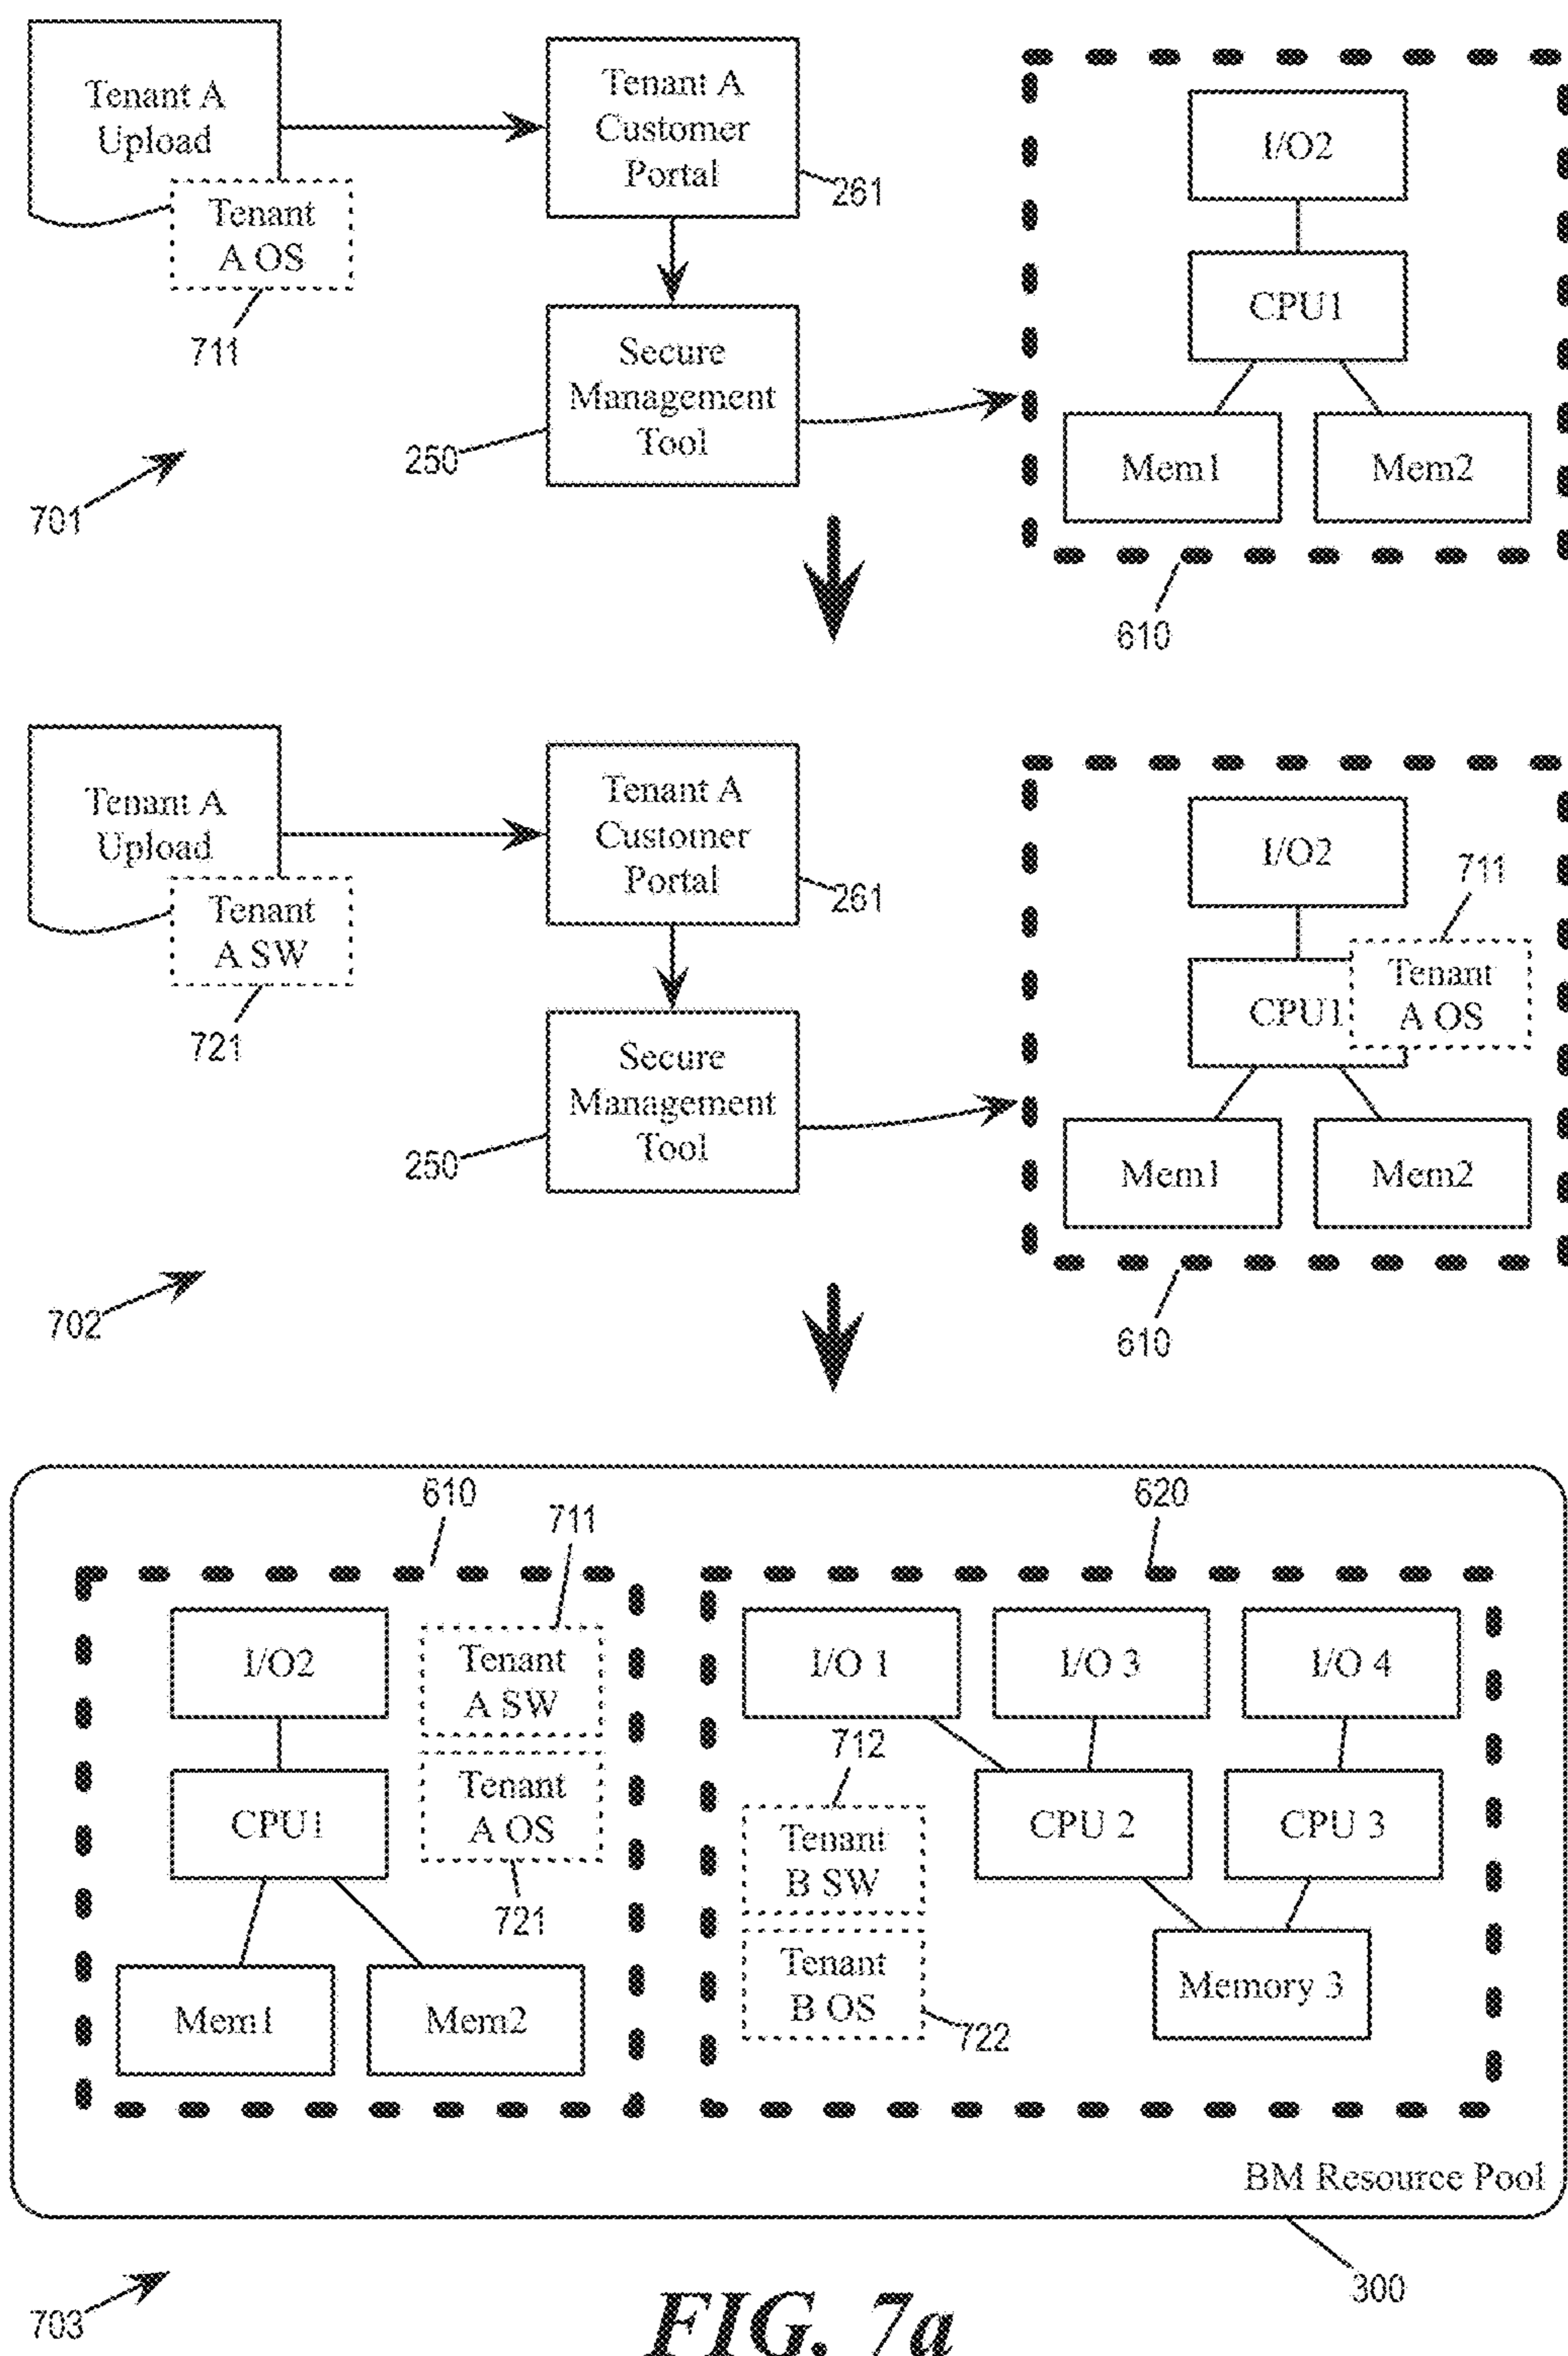 Tenant A
Upload
Tenant
A OS
711
Tenant A
Customer
Portal
261
Secure
Management
Tool
250
701
I/O2
CPU1
Mem1
Mem2
610
Tenant A
Upload
Tenant
A SW
721
Tenant A
Customer
Portal
261
Secure
Management
Tool
250
702
I/O2
711
CPU1
Tenant
A OS
Mem1
Mem2
610
610
711
I/O2
Tenant
A SW
CPU1
Tenant
A OS
721
Mem1
Mem2
620
I/O 1
I/O 3
I/O 4
712
Tenant
B SW
CPU 2
CPU 3
Tenant
B OS
722
Memory 3
BM Resource Pool
300
703
FIG. 7a